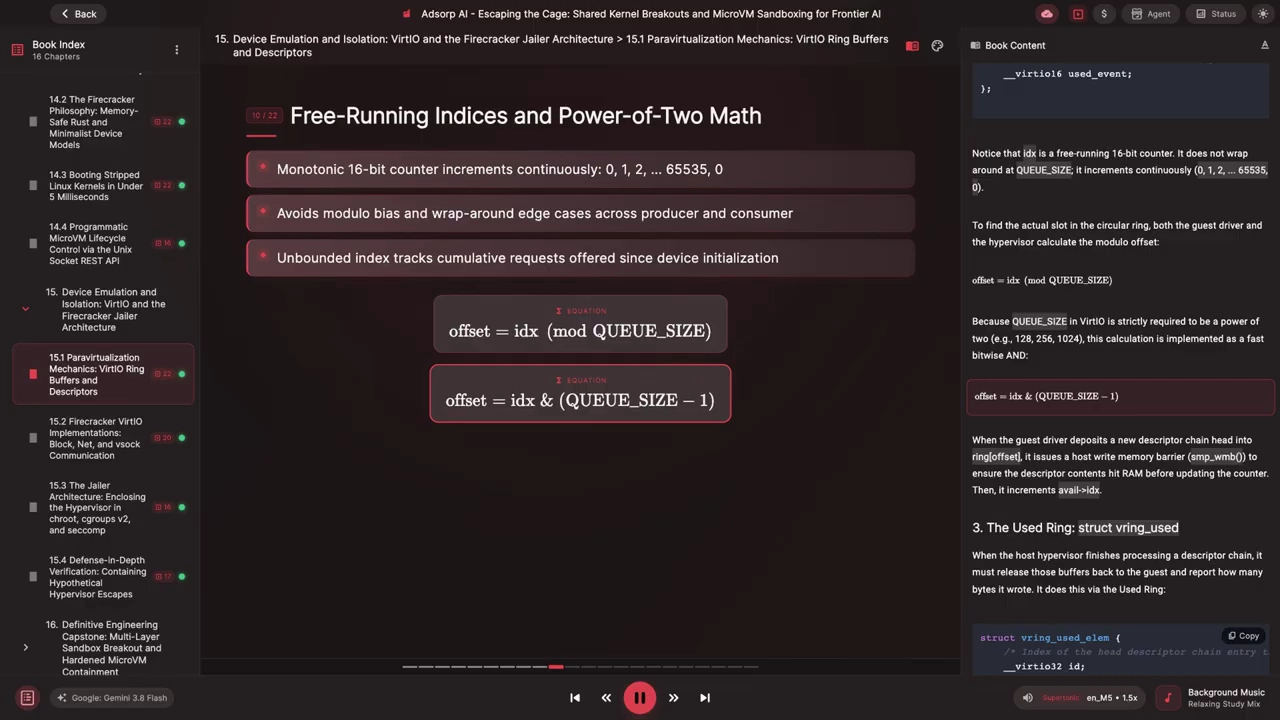 Back
Adsorp AI - Escaping the Cage: Shared Kernel Breakouts and MicroVM Sandboxing for Frontier AI
$
Agent
Status
Book Index
16 Chapters
14.2 The Firecracker
Philosophy: Memory-
Safe Rust and
Minimalist Device
Models
22
14.3 Booting Stripped
Linux Kernels in Under
5 Milliseconds
22
14.4 Programmatic
MicroVM Lifecycle
Control via the Unix
Socket REST API
16
15. Device Emulation and
Isolation: VirtIO and the
Firecracker Jailer
Architecture
15.1 Paravirtualization
Mechanics: VirtIO Ring
Buffers and
Descriptors
22
15.2 Firecracker VirtIO
Implementations:
Block, Net, and vsock
Communication
20
15.3 The Jailer
Architecture: Enclosing
the Hypervisor in
chroot, cgroups v2,
and seccomp
16
15.4 Defense-in-Depth
Verification: Containing
Hypothetical
Hypervisor Escapes
17
16. Definitive Engineering
Capstone: Multi-Layer
Sandbox Breakout and
Hardened MicroVM
Containment
15. Device Emulation and Isolation: VirtIO and the Firecracker Jailer Architecture > 15.1 Paravirtualization Mechanics: VirtIO Ring Buffers
and Descriptors
10 / 22
Free-Running Indices and Power-of-Two Math
Monotonic 16-bit counter increments continuously: 0, 1, 2, ... 65535, 0
Avoids modulo bias and wrap-around edge cases across producer and consumer
Unbounded index tracks cumulative requests offered since device initialization
Σ EQUATION
offset = idx (mod QUEUE_SIZE)
Σ EQUATION
offset = idx & (QUEUE_SIZE − 1)
Book Content
__virtio16 used_event;
};
Notice that idx is a free-running 16-bit counter. It does not wrap
around at QUEUE_SIZE; it increments continuously (0, 1, 2, ... 65535,
0).
To find the actual slot in the circular ring, both the guest driver and
the hypervisor calculate the modulo offset:
offset = idx (mod QUEUE_SIZE)
Because QUEUE_SIZE in VirtIO is strictly required to be a power of
two (e.g., 128, 256, 1024), this calculation is implemented as a fast
bitwise AND:
offset = idx & (QUEUE_SIZE − 1)
When the guest driver deposits a new descriptor chain head into
ring[offset], it issues a host write memory barrier (smp_wmb()) to
ensure the descriptor contents hit RAM before updating the counter.
Then, it increments avail->idx.
3. The Used Ring: struct vring_used
When the host hypervisor finishes processing a descriptor chain, it
must release those buffers back to the guest and report how many
bytes it wrote. It does this via the Used Ring:
Copy
struct vring_used_elem {
/* Index of the head descriptor chain entry t
__virtio32 id;
Google: Gemini 3.8 Flash
Supertonic
en_M5 • 1.5x
Background Music
Relaxing Study Mix